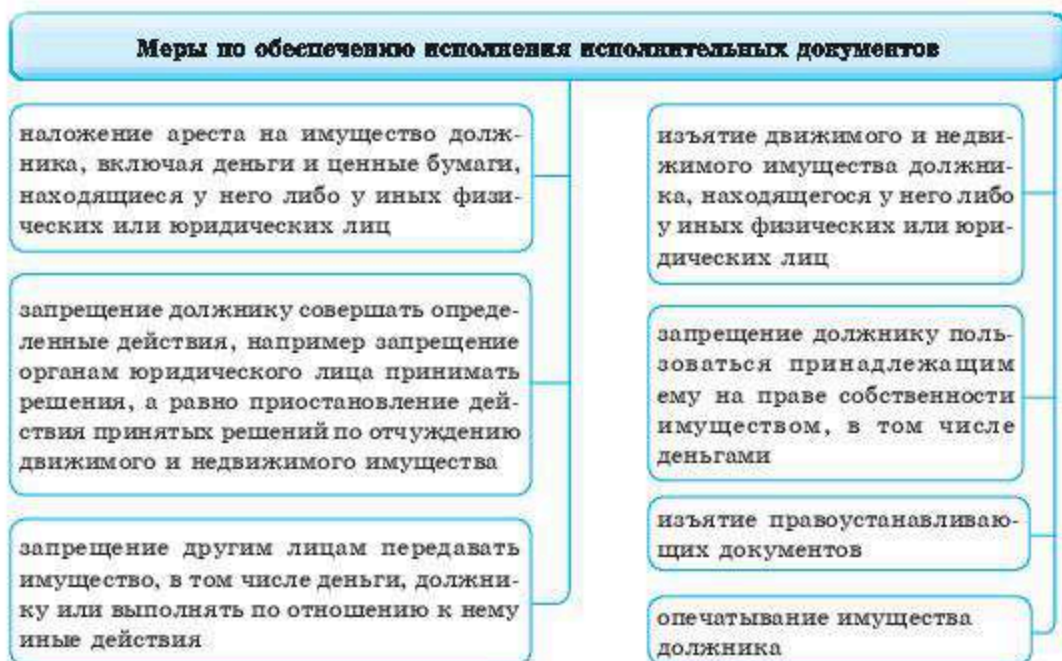 Меры по обеспечению исполнения исполнительных документов
наложение ареста на имущество долж-
ника, включая деньги и ценные бумаги,
находящиеся у него либо у иных физи-
ческих или юридических лиц
запрещение должнику совершать опреде-
ленные действия, например запрещение
органам юридического лица принимать
решения, а равно приостановление дей-
ствия принятых решений по отчуждению
движимого и недвижимого имущества
запрещение другим лицам передавать
имущество, в том числе деньги, должни-
ку или выполнять по отношению к нему
иные действия
изъятие движимого и недви-
жимого имущества должни-
ка, находящегося у него либо
у иных физических или юри-
дических лиц
запрещение должнику поль-
зоваться принадлежащим
ему на праве собственности
имуществом, в том числе
деньгами
изъятие правоустанавливаю-
щих документов
опечатывание имущества
должника